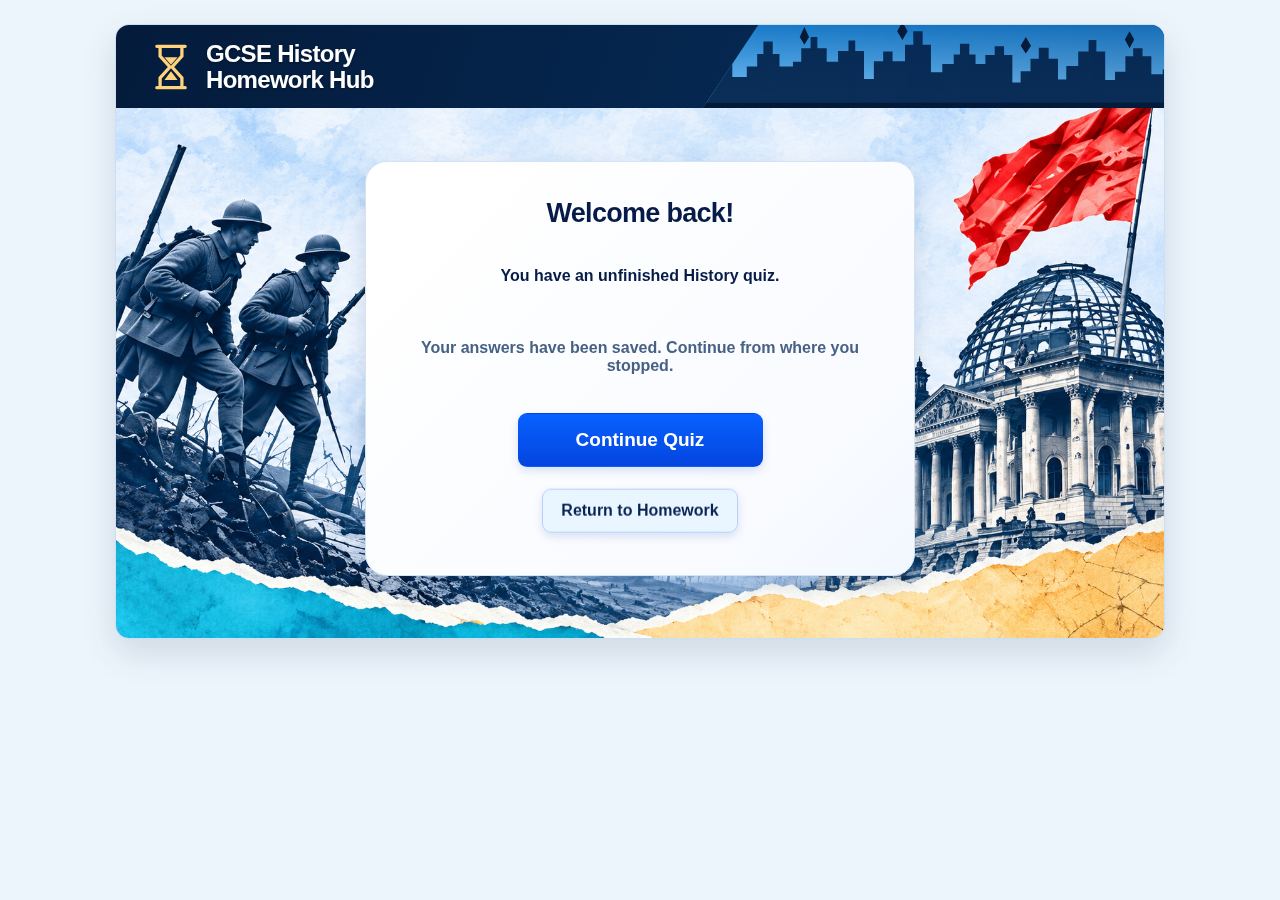 GCSE History
Homework Hub
Welcome back!
You have an unfinished History quiz.
Your answers have been saved. Continue from where you
stopped.
Continue Quiz
Return to Homework